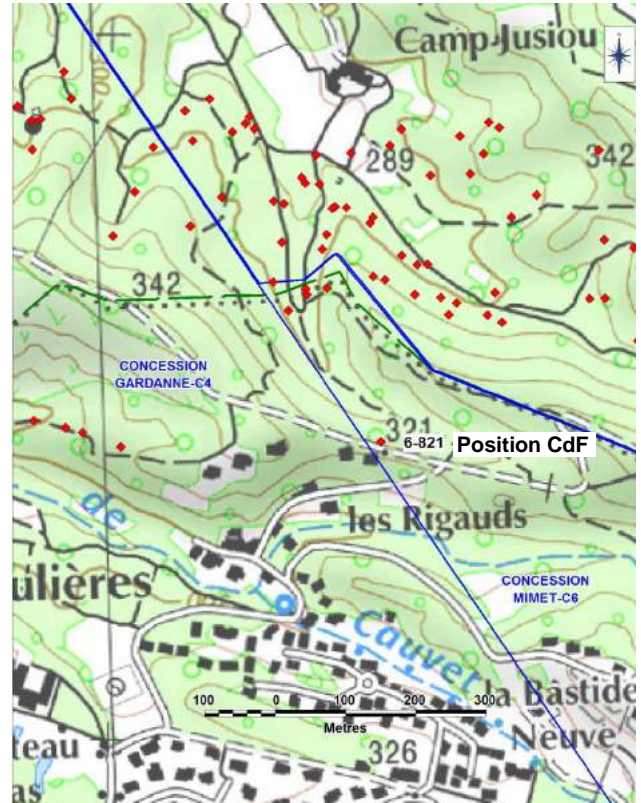 Camp-Jusiou
300
289
342
342
CONCESSION
GARDANNE-C4
321
6-821 Position CdF
les Rigauds
de
ulières
CONCESSION
MIMET-C6
Cauvet
la Bastide
Neuve
100 0 100 200 300
Metres
326
teau
as